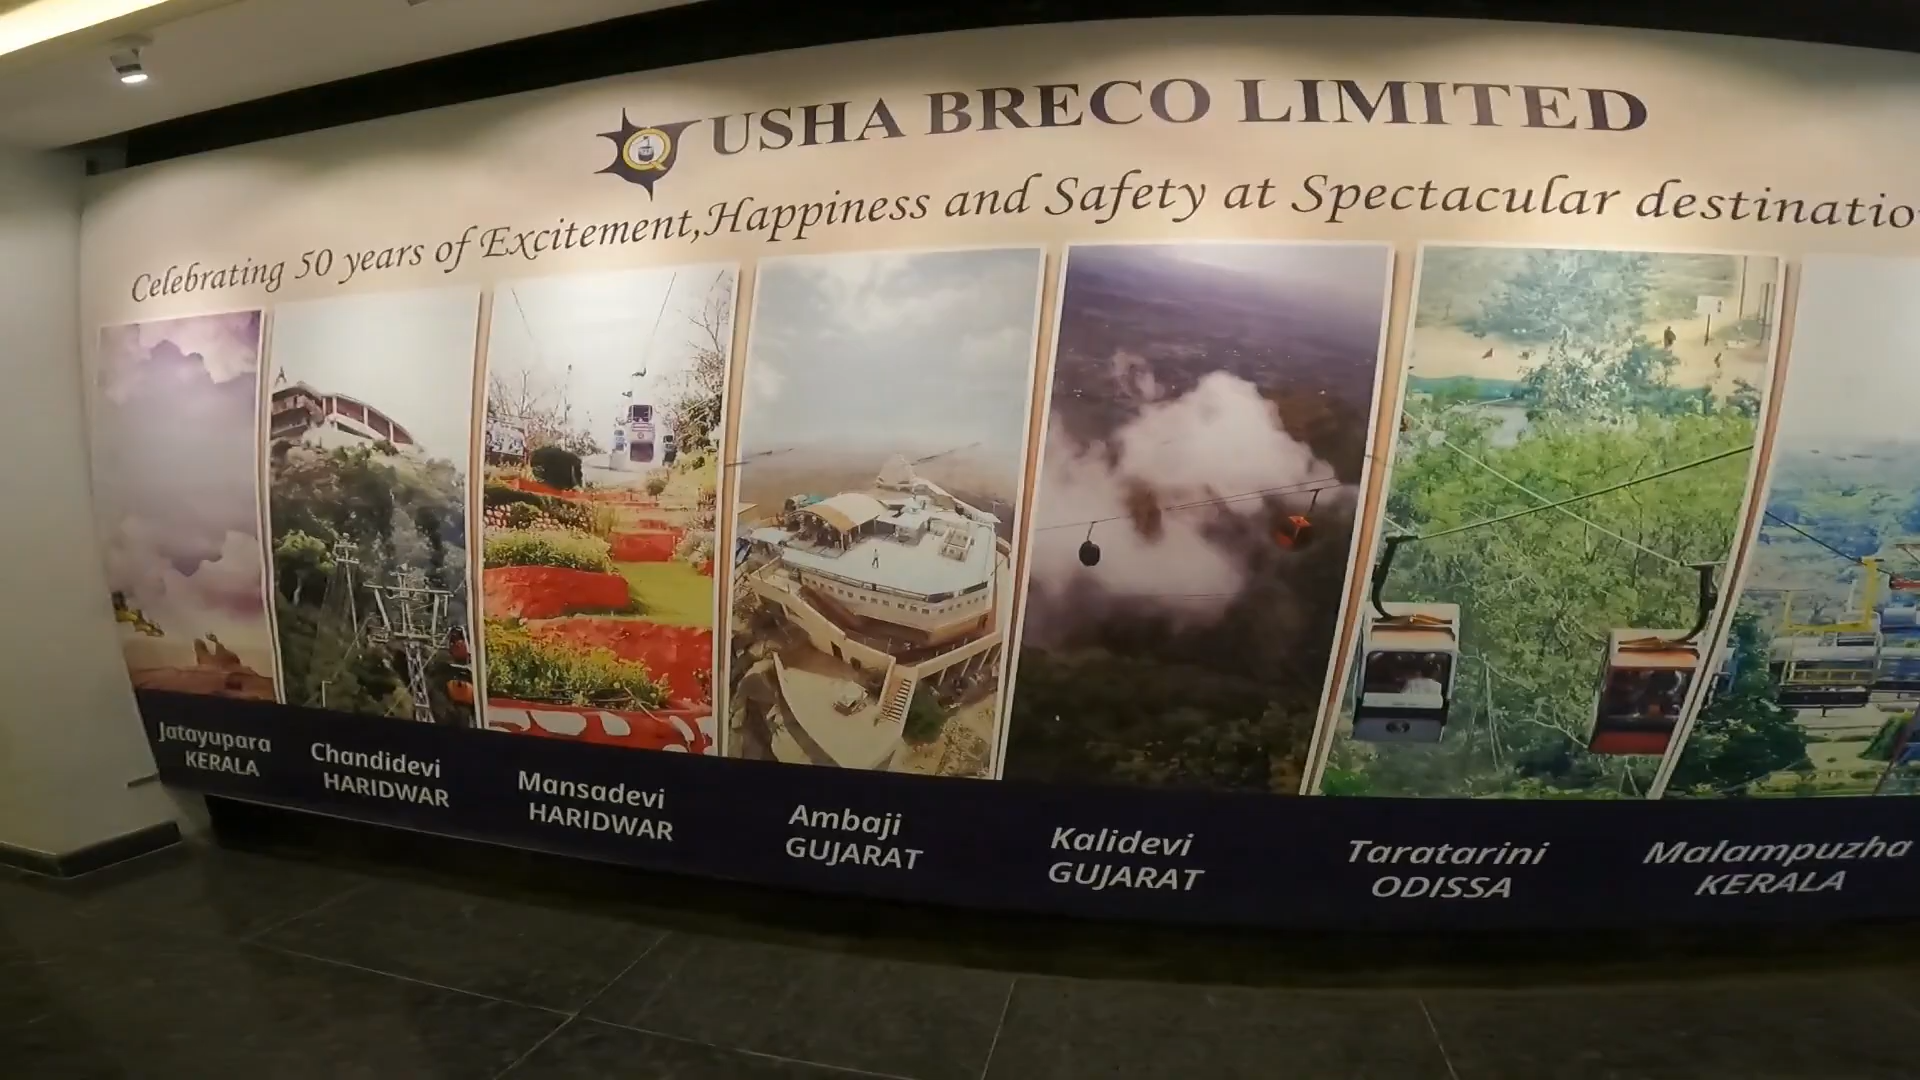 USHA BRECO LIMITED
Celebrating 50 years of Excitement,Happiness and Safety at Spectacular destinatio
Jatayupara
KERALA
Chandidevi
HARIDWAR
Mansadevi
HARIDWAR
Ambaji
GUJARAT
Kalidevi
GUJARAT
Taratarini
ODISSA
Malampuzha
KERALA